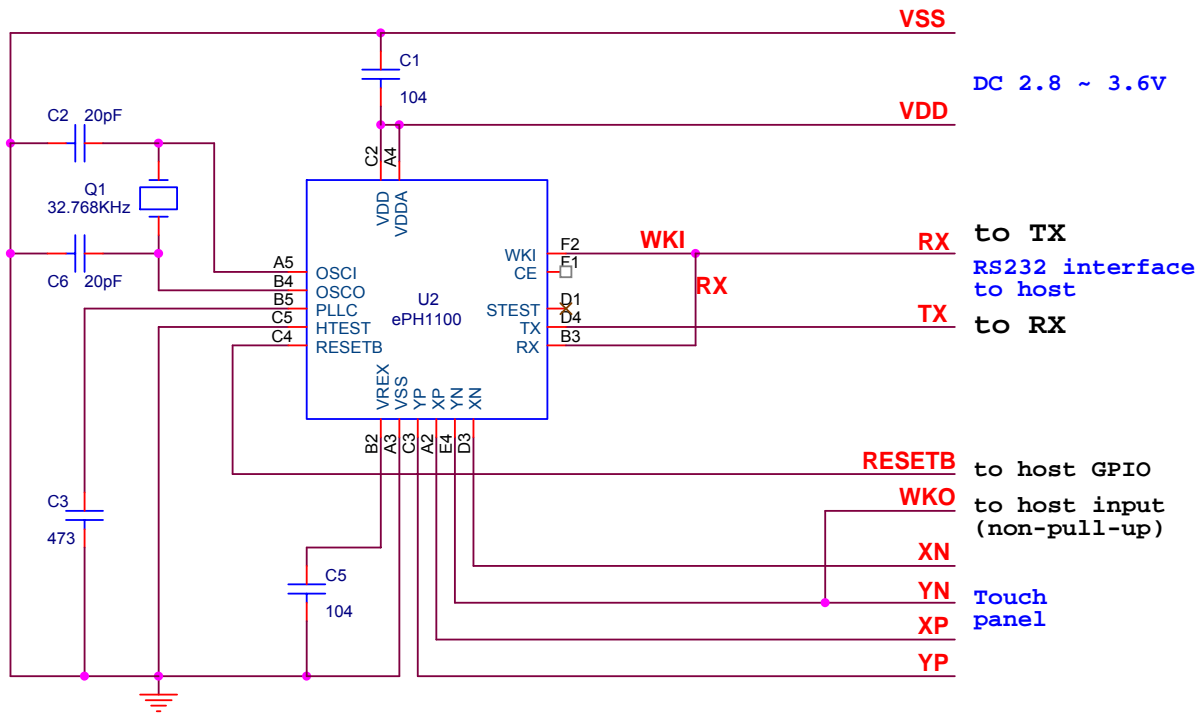 VSS
C1
104
DC 2.8 ~ 3.6V
VDD
C2 20pF
C2
A4
Q1
32.768KHz
VDD
VDDA
C6 20pF
A5
OSCI
B4
OSCO
B5
PLLC
C5
HTEST
C4
RESETB
U2
ePH1100
WKI
F2
CE
E1
STEST
D1
TX
D4
RX
B3
WKI
RX
RX
to TX
RS232 interface
to host
TX
to RX
VREX
VSS
YP
XP
YN
XN
B2
A3
C3
A2
E4
D3
RESETB
to host GPIO
WKO
to host input
(non-pull-up)
C3
473
C5
104
XN
YN
Touch
panel
XP
YP